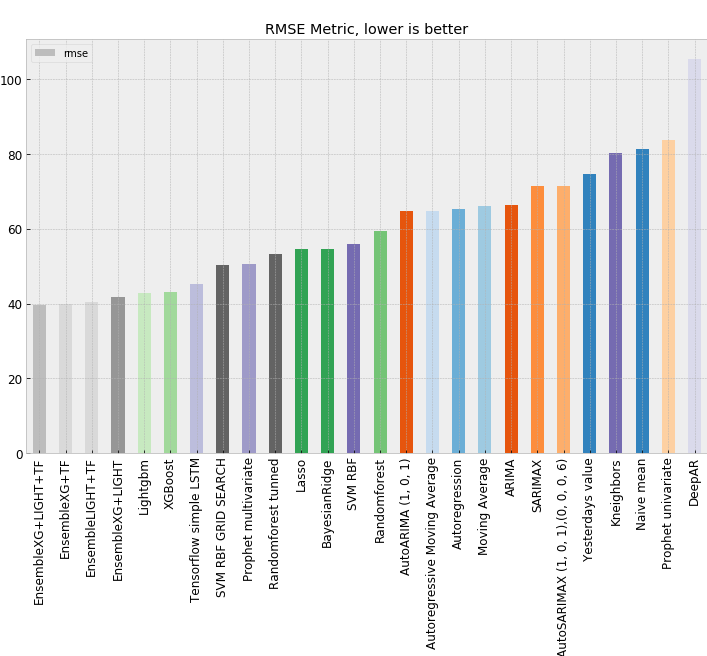 RMSE Metric, lower is better
rmse
100
80
60
40
20
0
EnsembleXG+LIGHT+TF
EnsembleXG+TF
EnsembleLIGHT+TF
EnsembleXG+LIGHT
Lightgbm
XGBoost
Tensorflow simple LSTM
SVM RBF GRID SEARCH
Prophet multivariate
Randomforest tunned
Lasso
BayesianRidge
SVM RBF
Randomforest
AutoARIMA (1, 0, 1)
Autoregressive Moving Average
Autoregression
Moving Average
ARIMA
SARIMAX
AutoSARIMAX (1, 0, 1),(0, 0, 0, 6)
Yesterdays value
Kneighbors
Naive mean
Prophet univariate
DeepAR